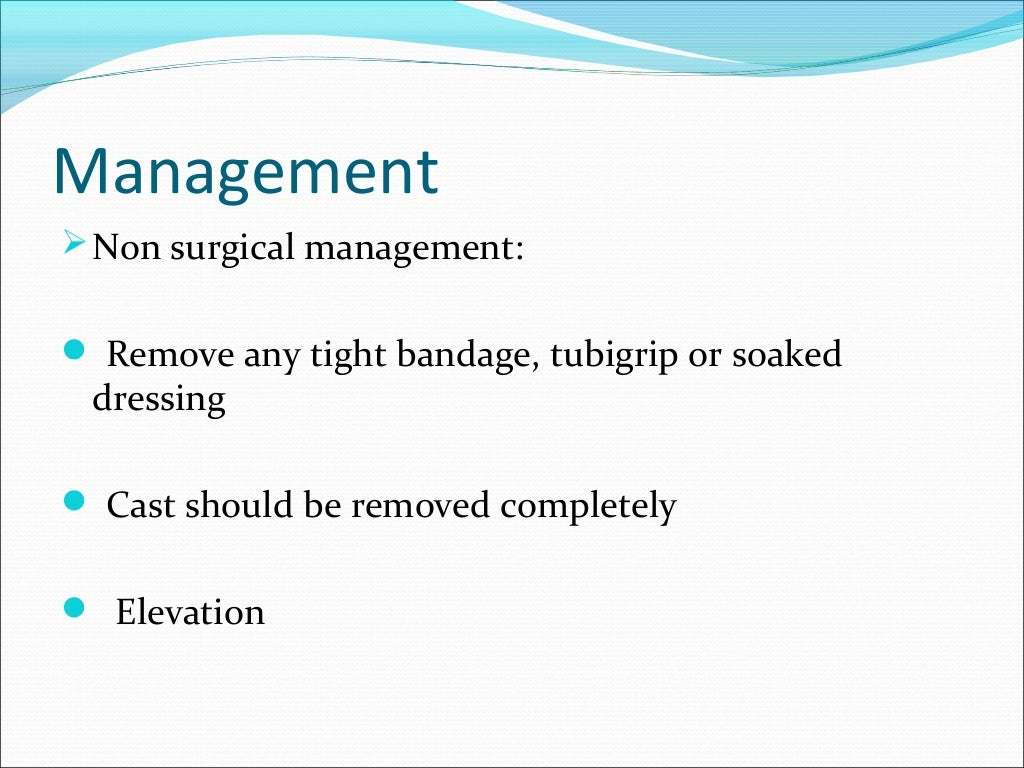 Management
Non surgical management:
Remove any tight bandage, tubigrip or soaked
dressing
Cast should be removed completely
Elevation